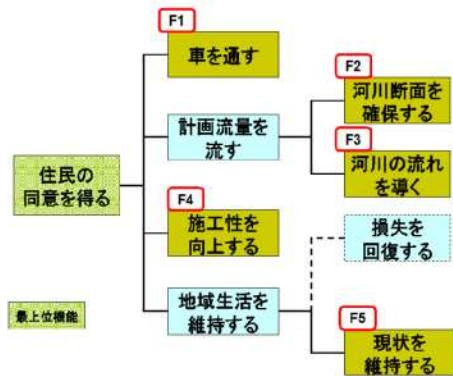 F1
車を通す
F2
河川断面を
確保する
計画流量を
流す
F3
河川の流れ
を導く
住民の
同意を得る
F4
施工性を
向上する
損失を
回復する
地域生活を
維持する
最上位機能
F5
現状を
維持する